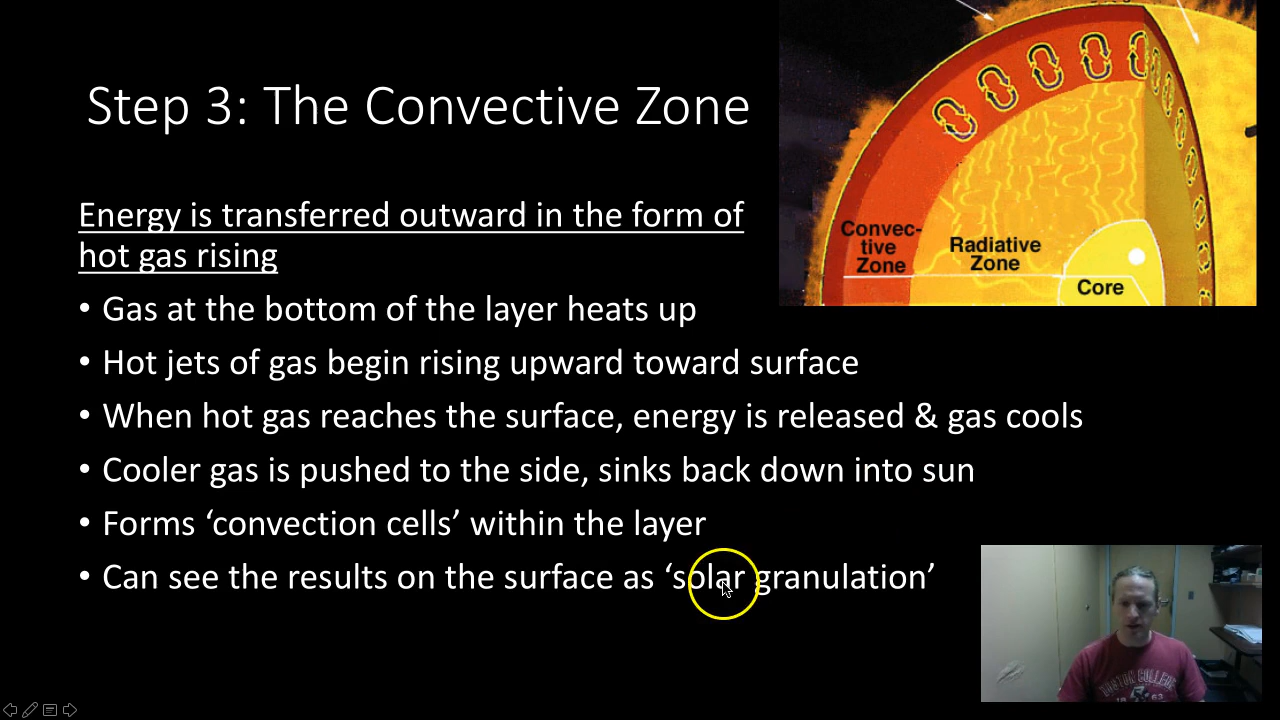 Step 3: The Convective Zone
Energy is transferred outward in the form of
hot gas rising
• Gas at the bottom of the layer heats up
• Hot jets of gas begin rising upward toward surface
• When hot gas reaches the surface, energy is released & gas cools
• Cooler gas is pushed to the side, sinks back down into sun
• Forms ‘convection cells’ within the layer
• Can see the results on the surface as ‘solar granulation’
Convec-
tive
Zone
Radiative
Zone
Core
BOSTON COLLEGE
18 63